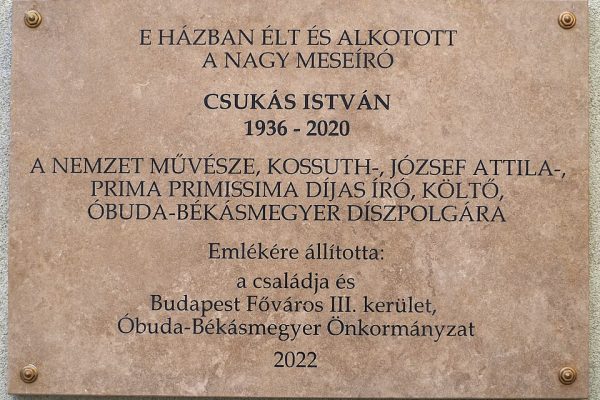 E HÁZBAN ÉLT ÉS ALKOTOTT
A NAGY MESEÍRÓ
CSUKÁS ISTVÁN
1936 - 2020
A NEMZET MŰVÉSZE, KOSSUTH-, JÓZSEF ATTILA-,
PRIMA PRIMISSIMA DÍJAS ÍRÓ, KÖLTŐ,
ÓBUDA-BÉKÁSMEGYER DÍSZPOLGÁRA
Emlékére állította:
a családja és
Budapest Főváros III. kerület,
Óbuda-Békásmegyer Önkormányzat
2022